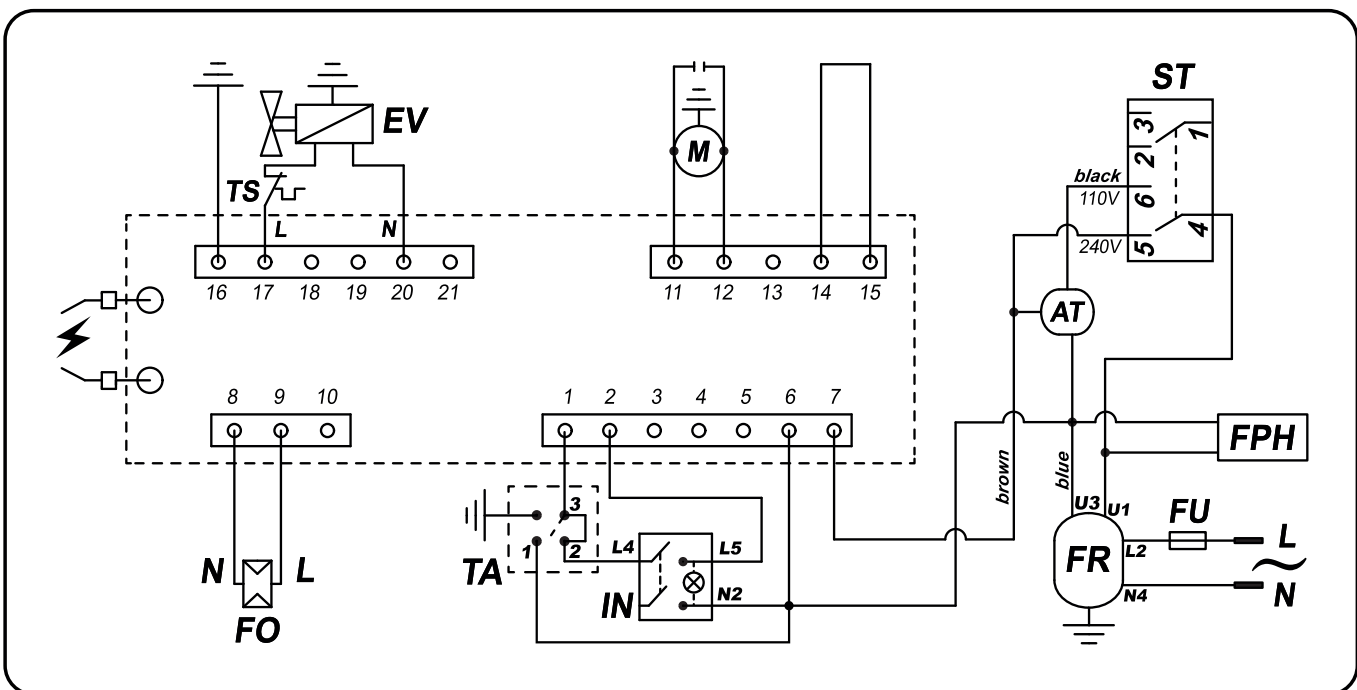 ST
EV
M
3
1
2
black
110V
6
TS
L
N
240V
5
4
16 17 18 19 20 21
11 12 13 14 15
AT
8 9 10
1 2 3 4 5 6 7
FPH
brown
blue
3
U3
U1
FU
1
2
L4
L5
L2
L
TA
FR
N
L
IN
N2
N4
N
FO